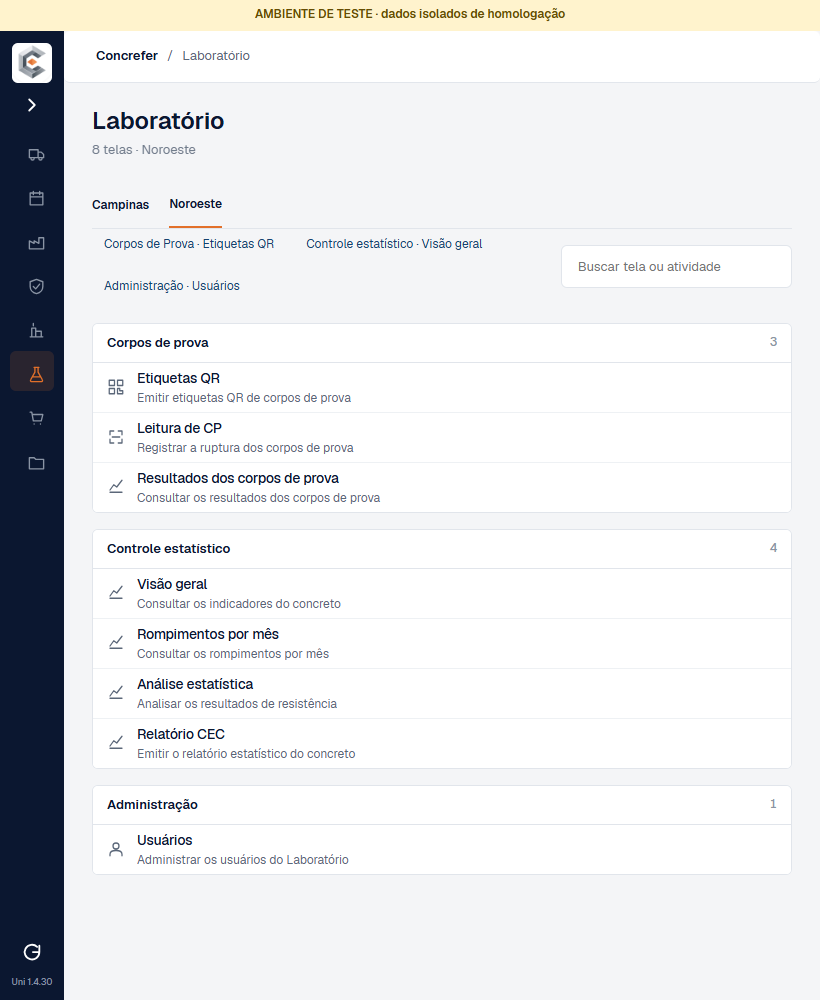 AMBIENTE DE TESTE · dados isolados de homologação
Concrefer / Laboratório
Laboratório
8 telas · Noroeste
Campinas Noroeste
Corpos de Prova · Etiquetas QR Controle estatístico · Visão geral
Administração · Usuários
Buscar tela ou atividade
Corpos de prova 3
Etiquetas QR
Emitir etiquetas QR de corpos de prova
Leitura de CP
Registrar a ruptura dos corpos de prova
Resultados dos corpos de prova
Consultar os resultados dos corpos de prova
Controle estatístico 4
Visão geral
Consultar os indicadores do concreto
Rompimentos por mês
Consultar os rompimentos por mês
Análise estatística
Analisar os resultados de resistência
Relatório CEC
Emitir o relatório estatístico do concreto
Administração 1
Usuários
Administrar os usuários do Laboratório
Uni 1.4.30